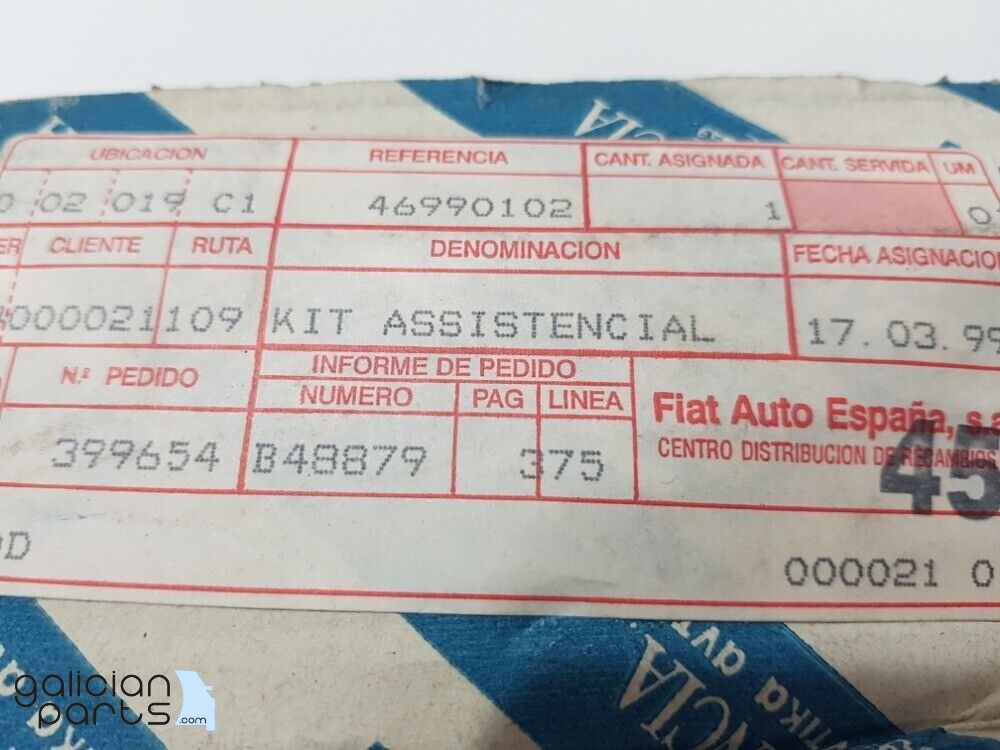 UBICACION REFERENCIA CANT. ASIGNADA CANT. SERVIDA UM
02 019 C1 46990102 1
CLIENTE RUTA DENOMINACION FECHA ASIGNACION
000021 109 KIT ASSISTENCIAL 17.03.99
N.º PEDIDO INFORME DE PEDIDO
NUMERO PAG LINEA
399654 B48879 375
Fiat Auto España, s.a
CENTRO DISTRIBUCION DE RECAMBIOS
45
000021 0
galician
parts.com